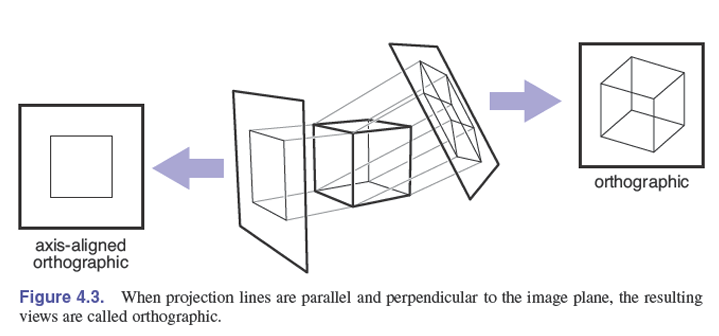 axis-aligned
orthographic
orthographic
Figure 4.3. When projection lines are parallel and perpendicular to the image plane, the resulting
views are called orthographic.